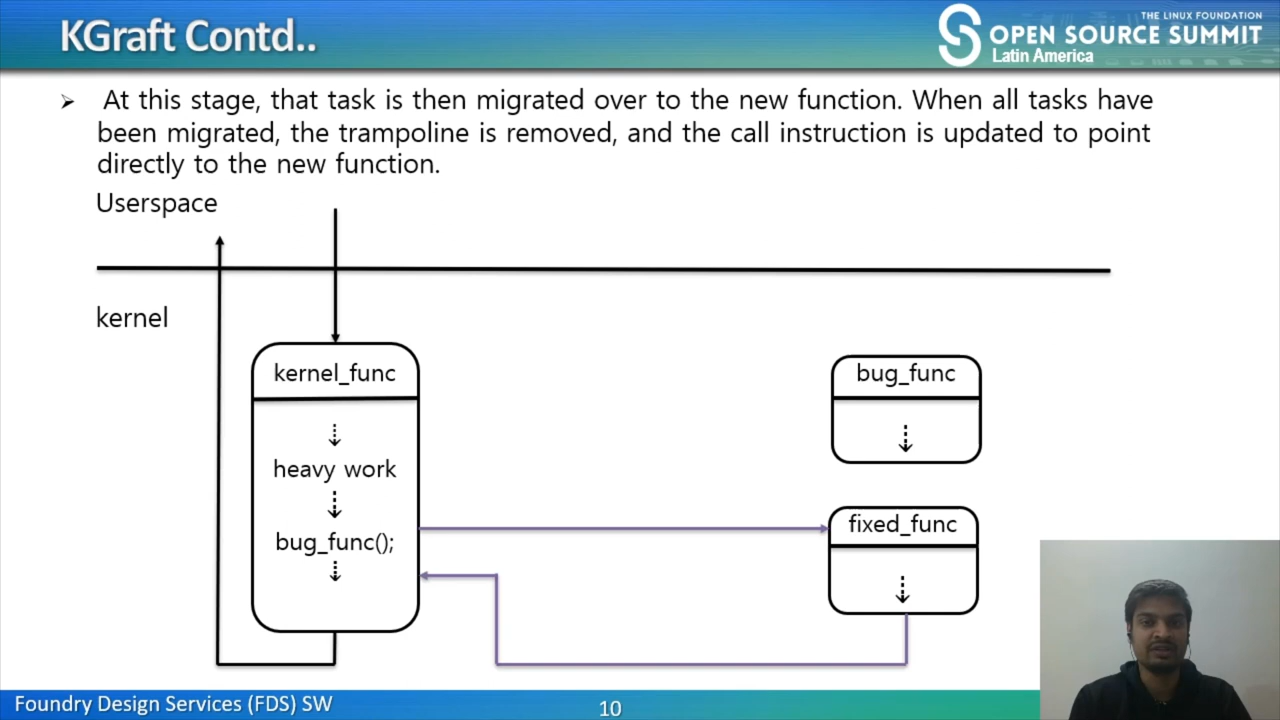 KGraft Contd..
THE LINUX FOUNDATION
OPEN SOURCE SUMMIT
Latin America
At this stage, that task is then migrated over to the new function. When all tasks have
been migrated, the trampoline is removed, and the call instruction is updated to point
directly to the new function.
Userspace
kernel
kernel_func
heavy work
bug_func();
bug_func
fixed_func
Foundry Design Services (FDS) SW
10